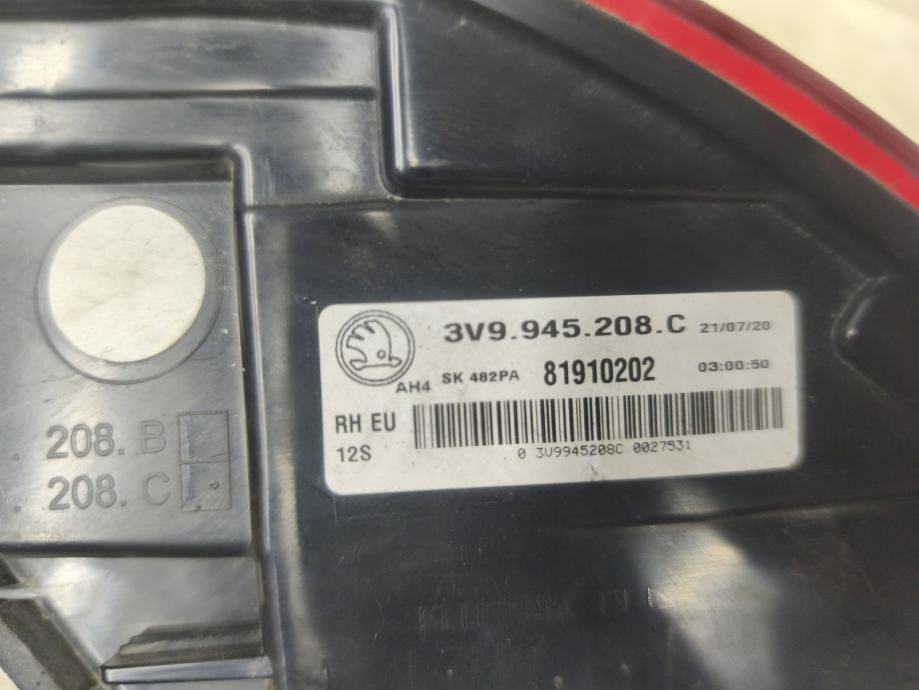 3V9.945.208.C 21/07/20
AH4 SK 482PA 81910202 03:00:50
RH EU
12S
0 3V9945208C 0027531
208. B
208. C